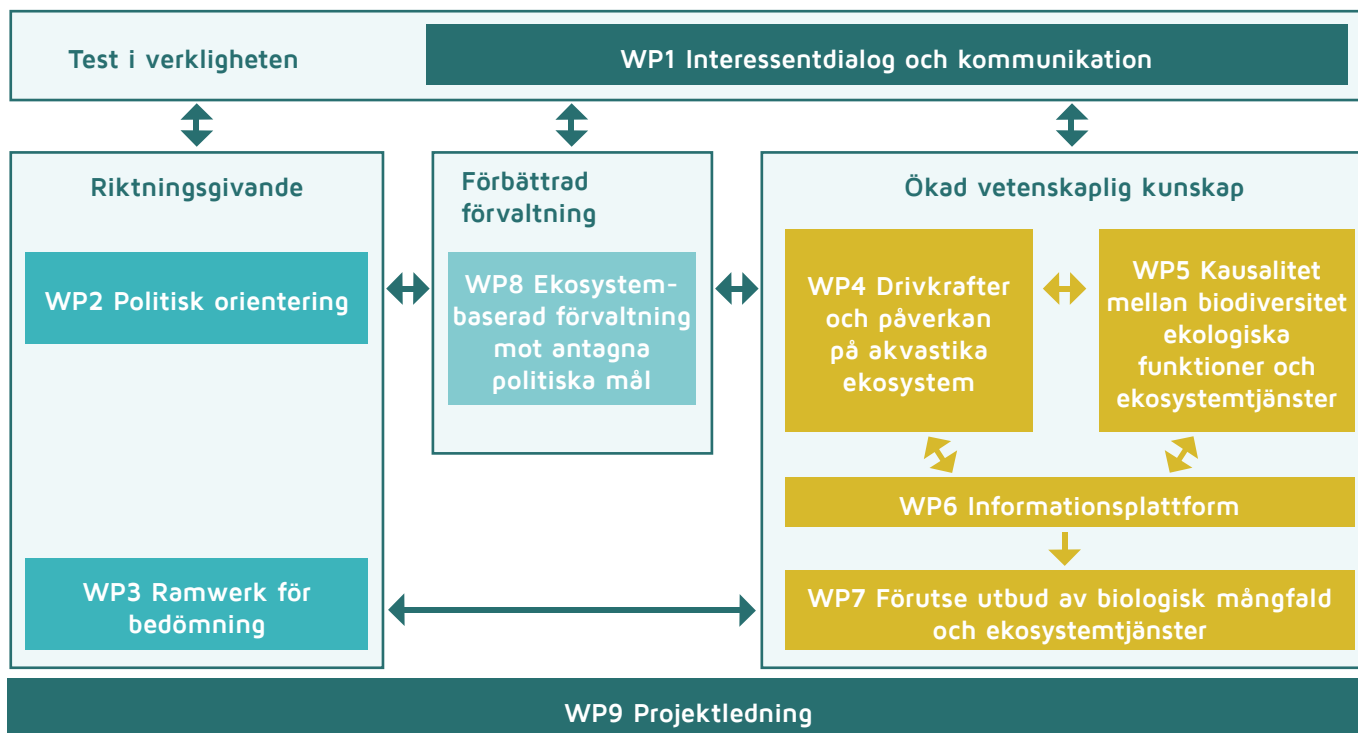 Test i verkligheten
WP1 Interessentdialog och kommunikation
Riktningsgivande
WP2 Politisk orientering
WP3 Ramwerk för
bedömning
Förbättrad
förvaltning
WP8 Ekosystem-
baserad förvaltning
mot antagna
politiska mål
Ökad vetenskaplig kunskap
WP4 Drivkrafter
och påverkan
på akvastika
ekosystem
WP5 Kausalitet
mellan biodiversitet
ekologiska
funktioner och
ekosystemtjänster
WP6 Informationsplattform
WP7 Förutse utbud av biologisk mångfald
och ekosystemtjänster
WP9 Projektledning